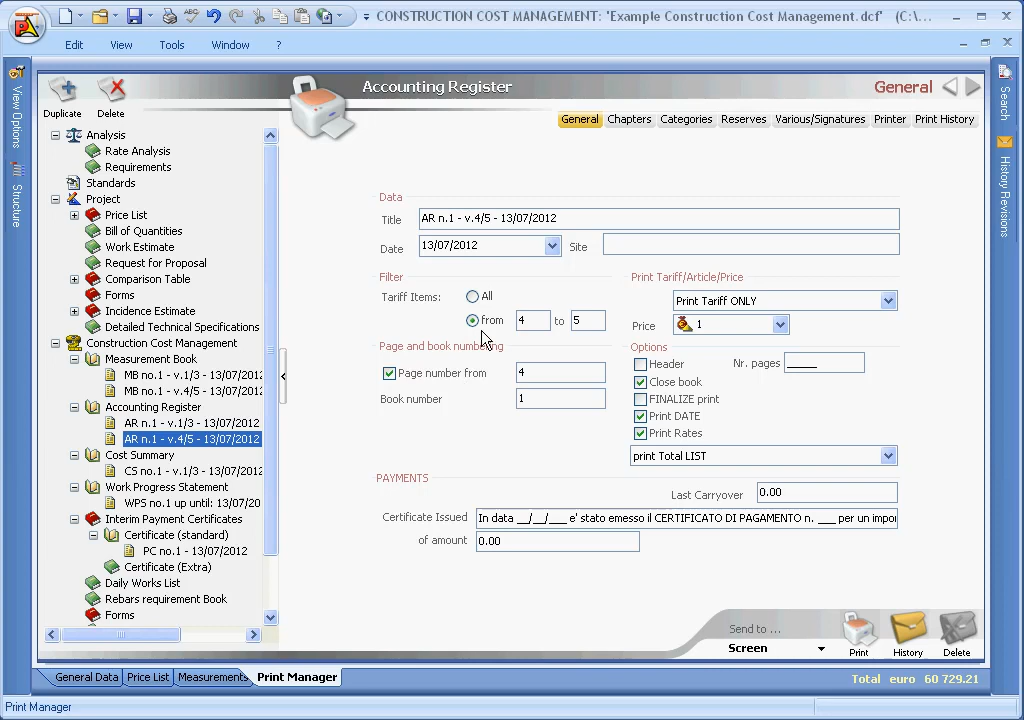 CONSTRUCTION COST MANAGEMENT: 'Example Construction Cost Management.dcf' (C:\...
Edit View Tools Window ?
View Options
Structure
Search
History Revisions
Duplicate
Delete
Accounting Register
General
General Chapters Categories Reserves Various/Signatures Printer Print History
Analysis
Rate Analysis
Requirements
Standards
Project
Price List
Bill of Quantities
Work Estimate
Request for Proposal
Comparison Table
Forms
Incidence Estimate
Detailed Technical Specifications
Construction Cost Management
Measurement Book
MB no.1 - v.1/3 - 13/07/2012
MB no.1 - v.4/5 - 13/07/2012
Accounting Register
AR n.1 - v.1/3 - 13/07/2012
AR n.1 - v.4/5 - 13/07/2012
Cost Summary
CS no.1 - v.1/3 - 13/07/2012
Work Progress Statement
WPS no.1 up until: 13/07/20
Interim Payment Certificates
Certificate (standard)
PC no.1 - 13/07/2012
Certificate (Extra)
Daily Works List
Rebars requirement Book
Forms
Data
Title AR n.1 - v.4/5 - 13/07/2012
Date 13/07/2012 Site
Filter
Tariff Items: All
from 4 to 5
Page and book numbering
Page number from 4
Book number 1
Print Tariff/Article/Price
Print Tariff ONLY
Price 1
Options
Header Nr. pages _____
Close book
FINALIZE print
Print DATE
Print Rates
print Total LIST
PAYMENTS
Last Carryover 0.00
Certificate Issued In data __/__/___ e' stato emesso il CERTIFICATO DI PAGAMENTO n. ___ per un impor
of amount 0.00
Send to ...
Screen
Print History Delete
General Data Price List Measurements Print Manager
Total euro 60 729.21
Print Manager